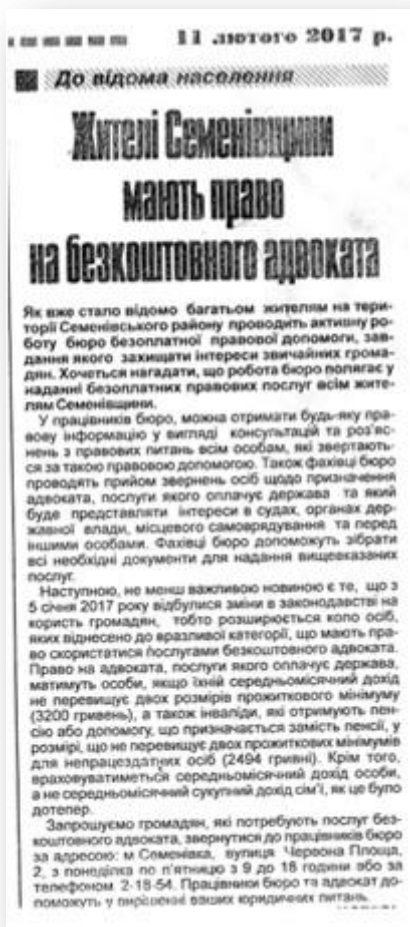 11 лютого 2017 р.
До відома населення
Жителі Семенівщини
мають право
на безкоштовного адвоката
Як вже стало відомо багатьом жителям на тери-
торії Семенівського району проводить активну ро-
боту бюро безоплатної правової допомоги, зав-
дання якого захищати інтереси звичайних грома-
дян. Хочеться нагадати, що робота бюро полягає у
наданні безоплатних правових послуг всім жите-
лям Семенівщини.
У працівників бюро, можна отримати будь-яку пра-
вову інформацію у вигляді консультацій та роз'яс-
нень з правових питань всім особам, які звертають-
ся за такою правовою допомогою. Також фахівці бюро
проводять прийом звернень осіб щодо призначення
адвоката, послуги якого оплачує держава та який
буде представляти інтереси в судах, органах дер-
жавної влади, місцевого самоврядування та перед
іншими особами. Фахівці бюро допоможуть зібрати
всі необхідні документи для надання вищевказаних
послуг.
Наступною, не менш важливою новиною є те, що з
5 січня 2017 року відбулися зміни в законодавстві на
користь громадян, тобто розширюється коло осіб,
яких віднесено до вразливої категорії, що мають пра-
во скористатися послугами безкоштовного адвоката.
Право на адвоката, послуги якого оплачує держава,
матимуть особи, якщо їхній середньомісячний дохід
не перевищує двох розмірів прожиткового мінімуму
(3200 гривень), а також інваліди, які отримують пен-
сію або допомогу, що призначається замість пенсії, у
розмірі, що не перевищує двох прожиткових мінімумів
для непрацездатних осіб (2494 гривні). Крім того,
враховуватиметься середньомісячний дохід особи,
а не середньомісячний сукупний дохід сім'ї, як це було
дотепер.
Запрошуємо громадян, які потребують послуг без-
коштовного адвоката, звернутися до працівників бюро
за адресою: м Семенівка, вулиця Червона Площа,
2, з понеділка по п'ятницю з 9 до 18 години або за
телефоном 2-18-54. Працівники бюро та адвокат до-
поможуть у вирішенні ваших юридичних питань.